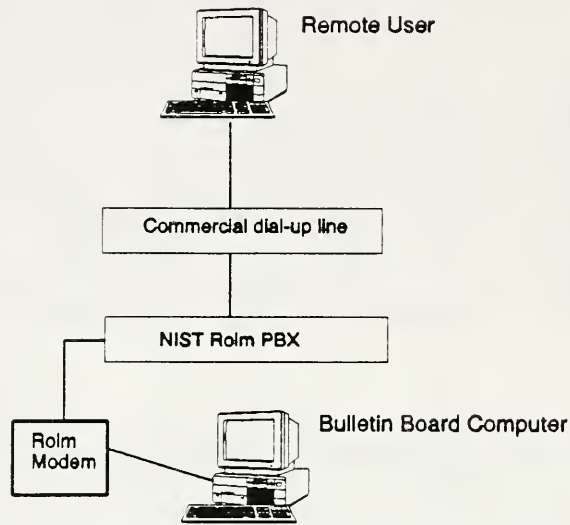 Remote User
Commercial dial-up line
NIST Rolm PBX
Rolm
Modem
Bulletin Board Computer